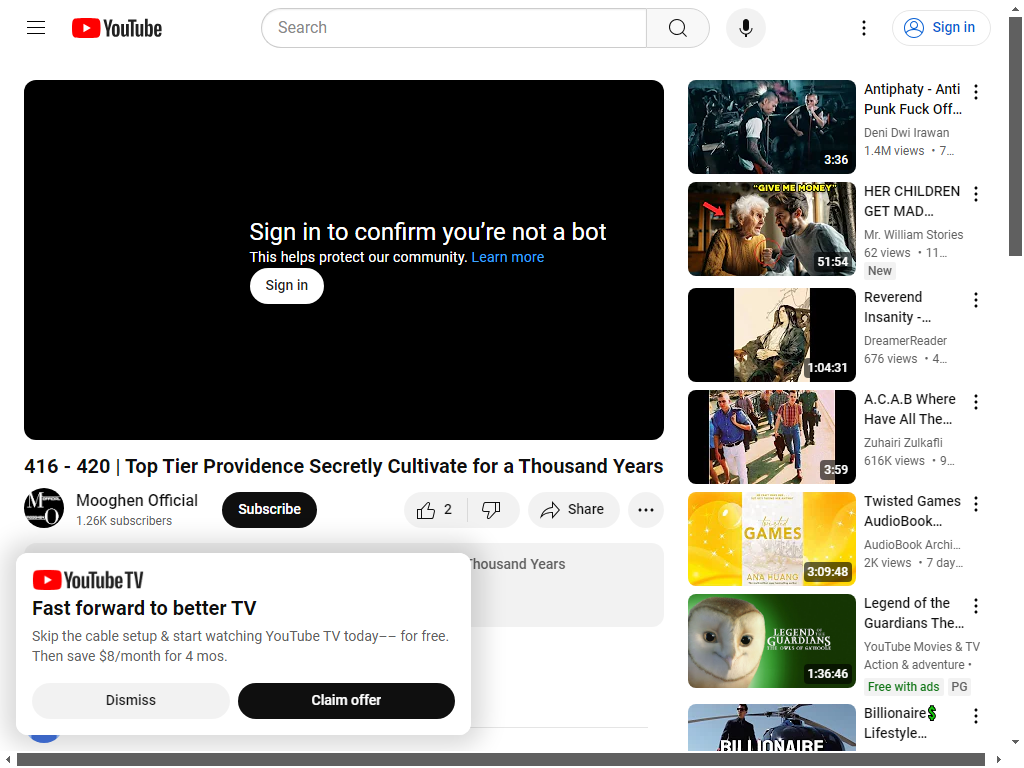 YouTube
Search
Sign in
Sign in to confirm you’re not a bot
This helps protect our community. Learn more
Sign in
416 - 420 | Top Tier Providence Secretly Cultivate for a Thousand Years
Mooghen Official
1.26K subscribers
Subscribe
2
Share
Thousand Years
YouTube TV
Fast forward to better TV
Skip the cable setup & start watching YouTube TV today–– for free.
Then save $8/month for 4 mos.
Dismiss
Claim offer
3:36
Antiphaty - Anti
Punk Fuck Off…
Deni Dwi Irawan
1.4M views • 7…
"GIVE ME MONEY"
51:54
HER CHILDREN
GET MAD…
Mr. William Stories
62 views • 11…
New
1:04:31
Reverend
Insanity -…
DreamerReader
676 views • 4…
3:59
A.C.A.B Where
Have All The…
Zuhairi Zulkafli
616K views • 9…
twisted
GAMES
ANA HUANG
3:09:48
Twisted Games
AudioBook…
AudioBook Archi…
2K views • 7 day…
LEGEND OF THE
GUARDIANS
THE OWLS OF GA'HOOLE
1:36:46
Legend of the
Guardians The…
YouTube Movies & TV
Action & adventure •
Free with ads
PG
BILLIONAIRE
Billionaire💲
Lifestyle…